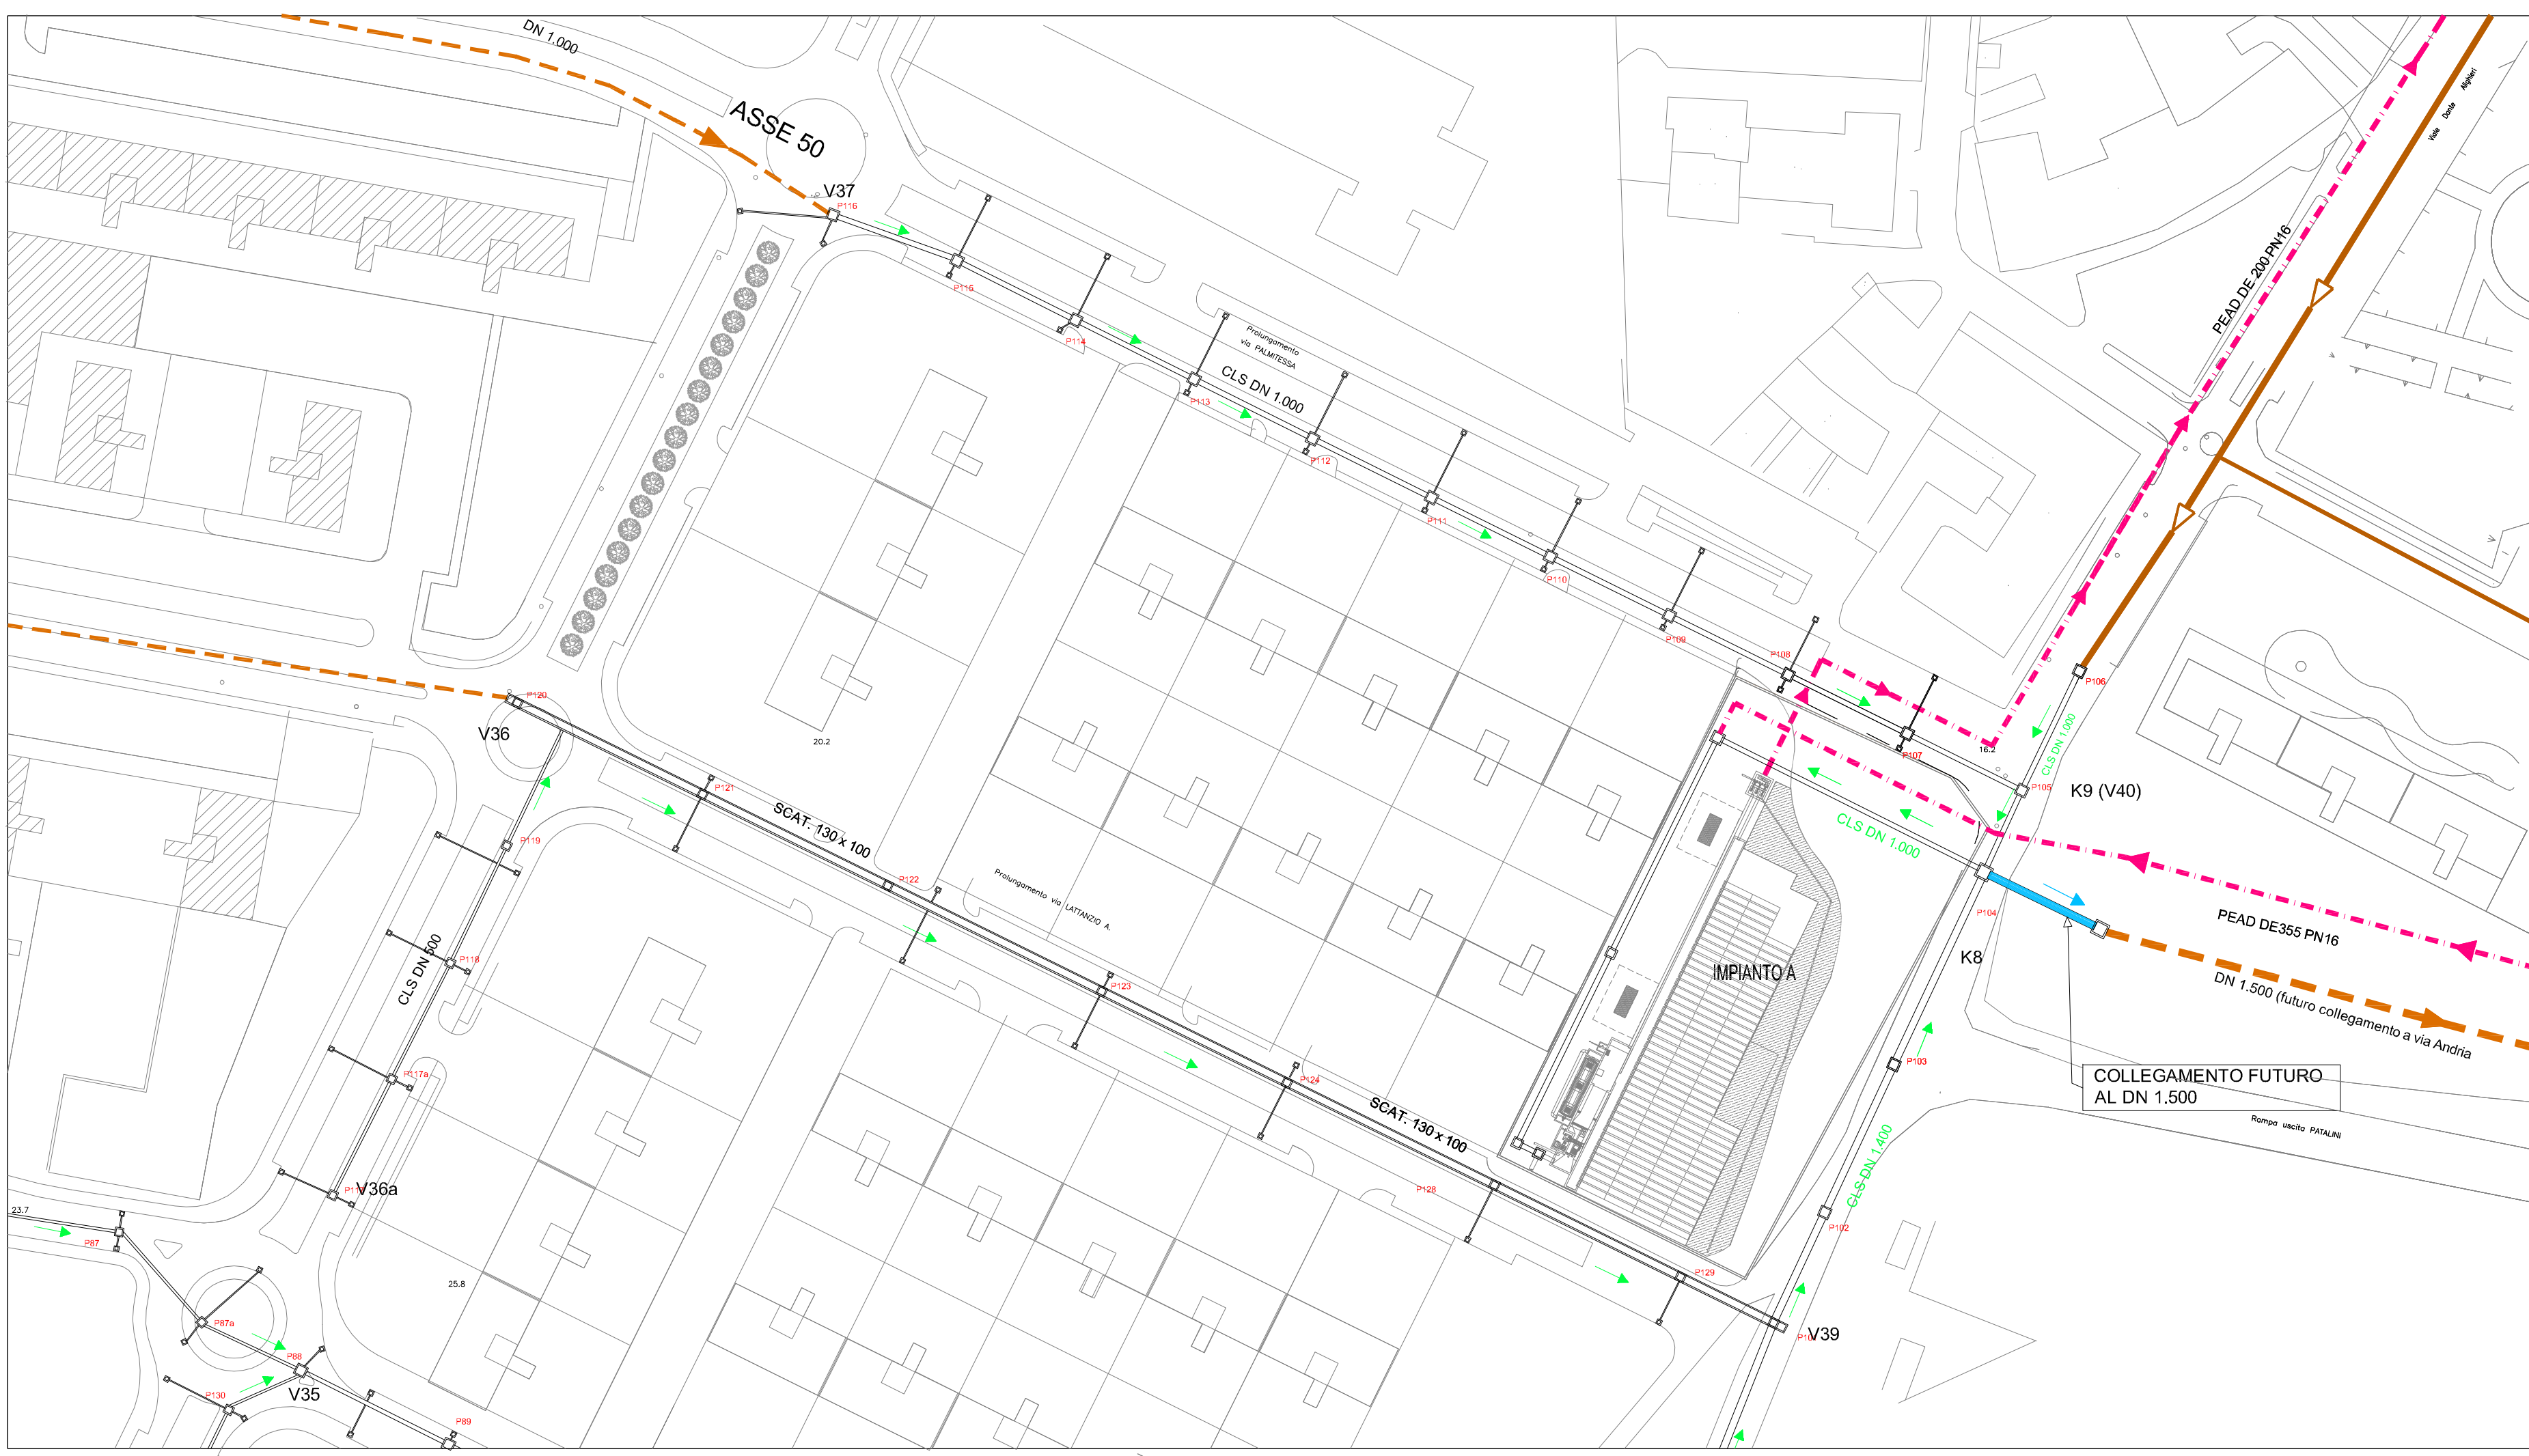 DN 1.000
ASSE 50
V37
P116
P115
P114
Prolungamento
via PALMITESSA
P113
CLS DN 1.000
P112
P111
P110
P109
P108
P107
16.2
Viale Dante Alighieri
PEAD DE 200 PN16
P106
CLS DN 1.000
P105
K9 (V40)
CLS DN 1.000
P104
PEAD DE355 PN16
K8
DN 1.500 (futuro collegamento a via Andria
COLLEGAMENTO FUTURO
AL DN 1.500
Rampa uscita PATALINI
P103
CLS DN 1.400
P102
IMPIANTO A
P120
V36
20.2
P121
SCAT. 130 x 100
P119
P122
Prolungamento via LATTANZIO A.
P118
CLS DN 500
P123
P117a
P124
SCAT. 130 x 100
P128
V36a
P129
V39
23.7
P87
25.8
P87a
P88
V35
P130
P89